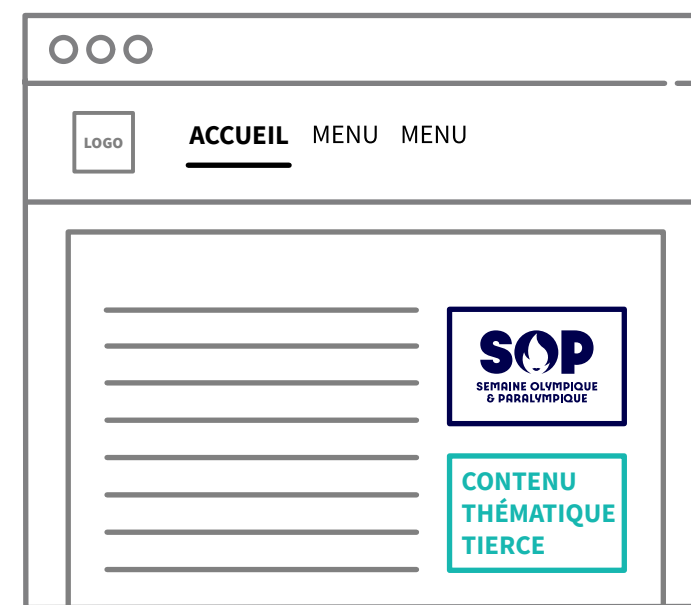 LOGO
ACCUEIL MENU MENU
SOP
SEMAINE OLYMPIQUE
& PARALYMPIQUE
CONTENU
THÉMATIQUE
TIERCE